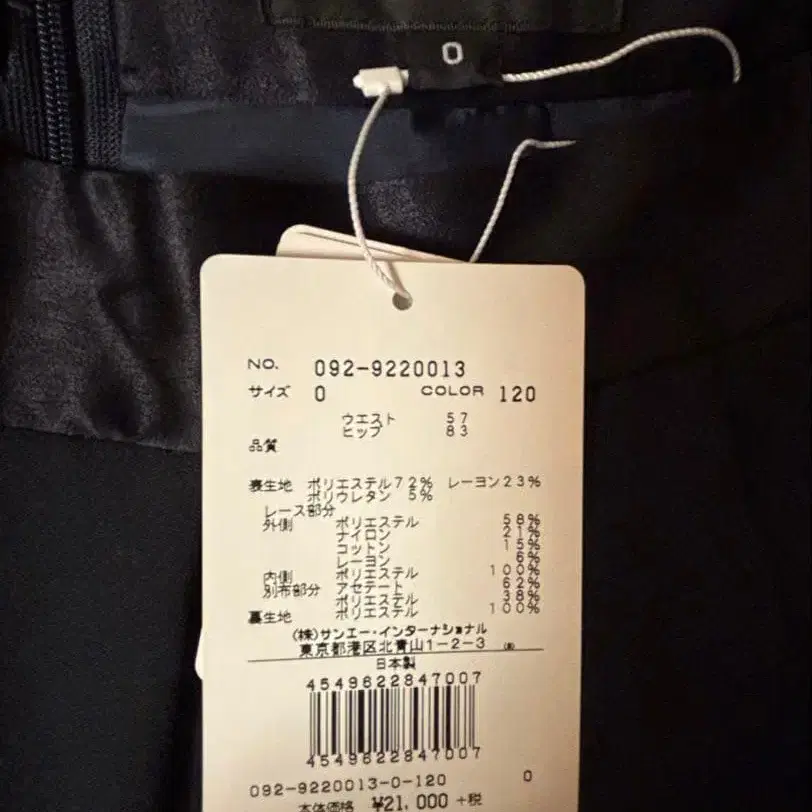 0
NO. 092-9220013
サイズ 0 COLOR 120
ウエスト 57
ヒップ 83
品質
表生地 ポリエステル72% レーヨン23%
ポリウレタン 5%
レース部分
外側 ポリエステル 58%
ナイロン 21%
コットン 15%
レーヨン 6%
内側 ポリエステル 100%
別布部分 アセテート 62%
ポリエステル 38%
裏生地 ポリエステル 100%
(株)サンエー・インターナショナル
東京都港区北青山1-2-3
日本製
4549622847007
4549622847007
092-9220013-0-120 0
本体価格 ¥21,000 +税